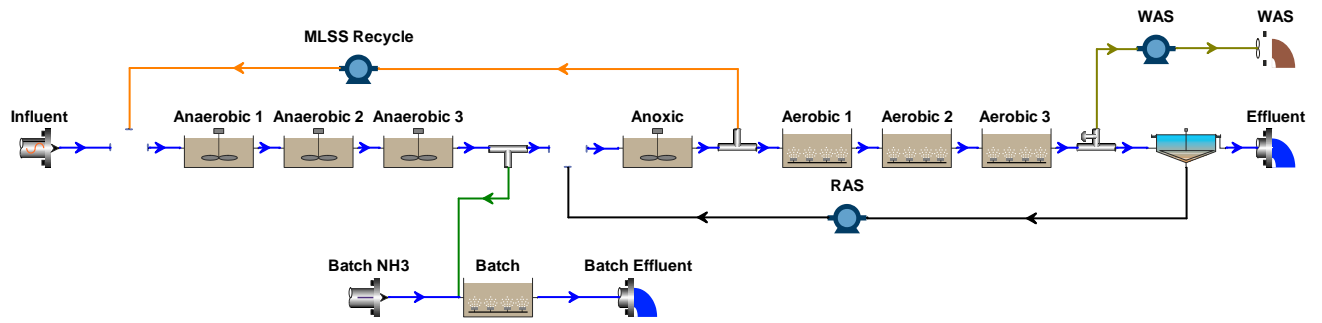 WAS
WAS
MLSS Recycle
Influent
Anaerobic 1
Anaerobic 2
Anaerobic 3
Anoxic
Aerobic 1
Aerobic 2
Aerobic 3
Effluent
RAS
Batch NH3
Batch
Batch Effluent